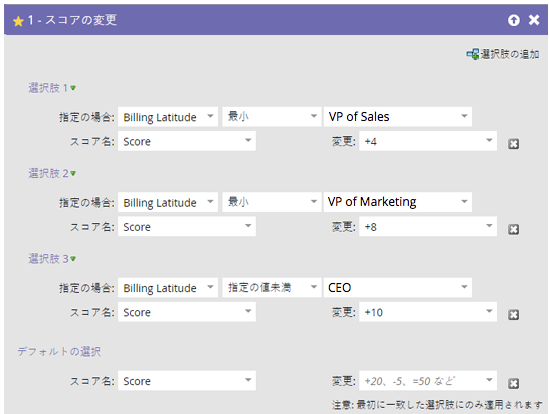 1 - スコアの変更
選択肢の追加
選択肢 1
指定の場合: Billing Latitude 最小 VP of Sales
スコア名: Score 変更: +4
選択肢 2
指定の場合: Billing Latitude 最小 VP of Marketing
スコア名: Score 変更: +8
選択肢 3
指定の場合: Billing Latitude 指定の値未満 CEO
スコア名: Score 変更: +10
デフォルトの選択
スコア名: Score 変更: +20、-5、=50 など
注意: 最初に一致した選択肢にのみ適用されます